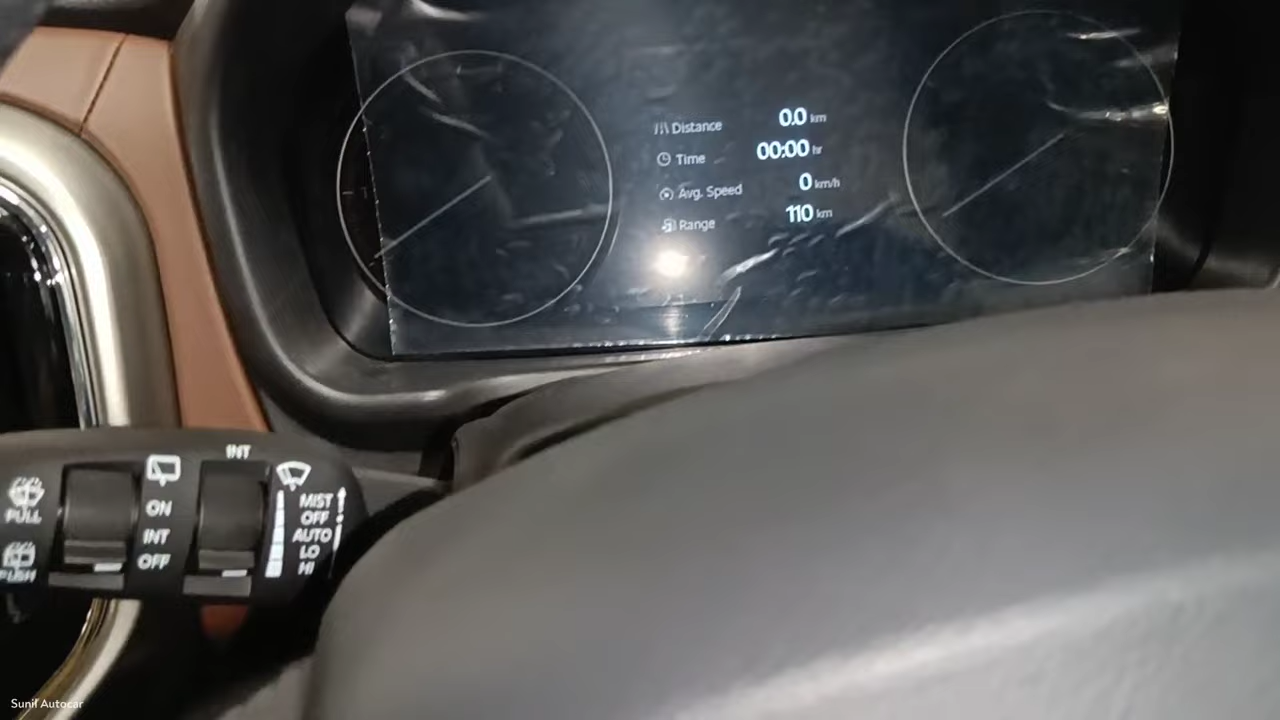 Distance 0.0 km
Time 00:00 hr
Avg. Speed 0 km/h
Range 110 km
INT
PULL
ON
INT
OFF
PUSH
MIST
OFF
AUTO
LO
HI
Sunil Autocar